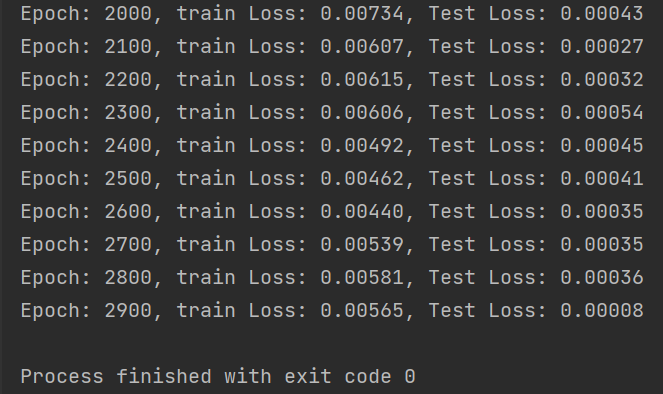 Epoch: 2000, train Loss: 0.00734, Test Loss: 0.00043
Epoch: 2100, train Loss: 0.00607, Test Loss: 0.00027
Epoch: 2200, train Loss: 0.00615, Test Loss: 0.00032
Epoch: 2300, train Loss: 0.00606, Test Loss: 0.00054
Epoch: 2400, train Loss: 0.00492, Test Loss: 0.00045
Epoch: 2500, train Loss: 0.00462, Test Loss: 0.00041
Epoch: 2600, train Loss: 0.00440, Test Loss: 0.00035
Epoch: 2700, train Loss: 0.00539, Test Loss: 0.00035
Epoch: 2800, train Loss: 0.00581, Test Loss: 0.00036
Epoch: 2900, train Loss: 0.00565, Test Loss: 0.00008
Process finished with exit code 0